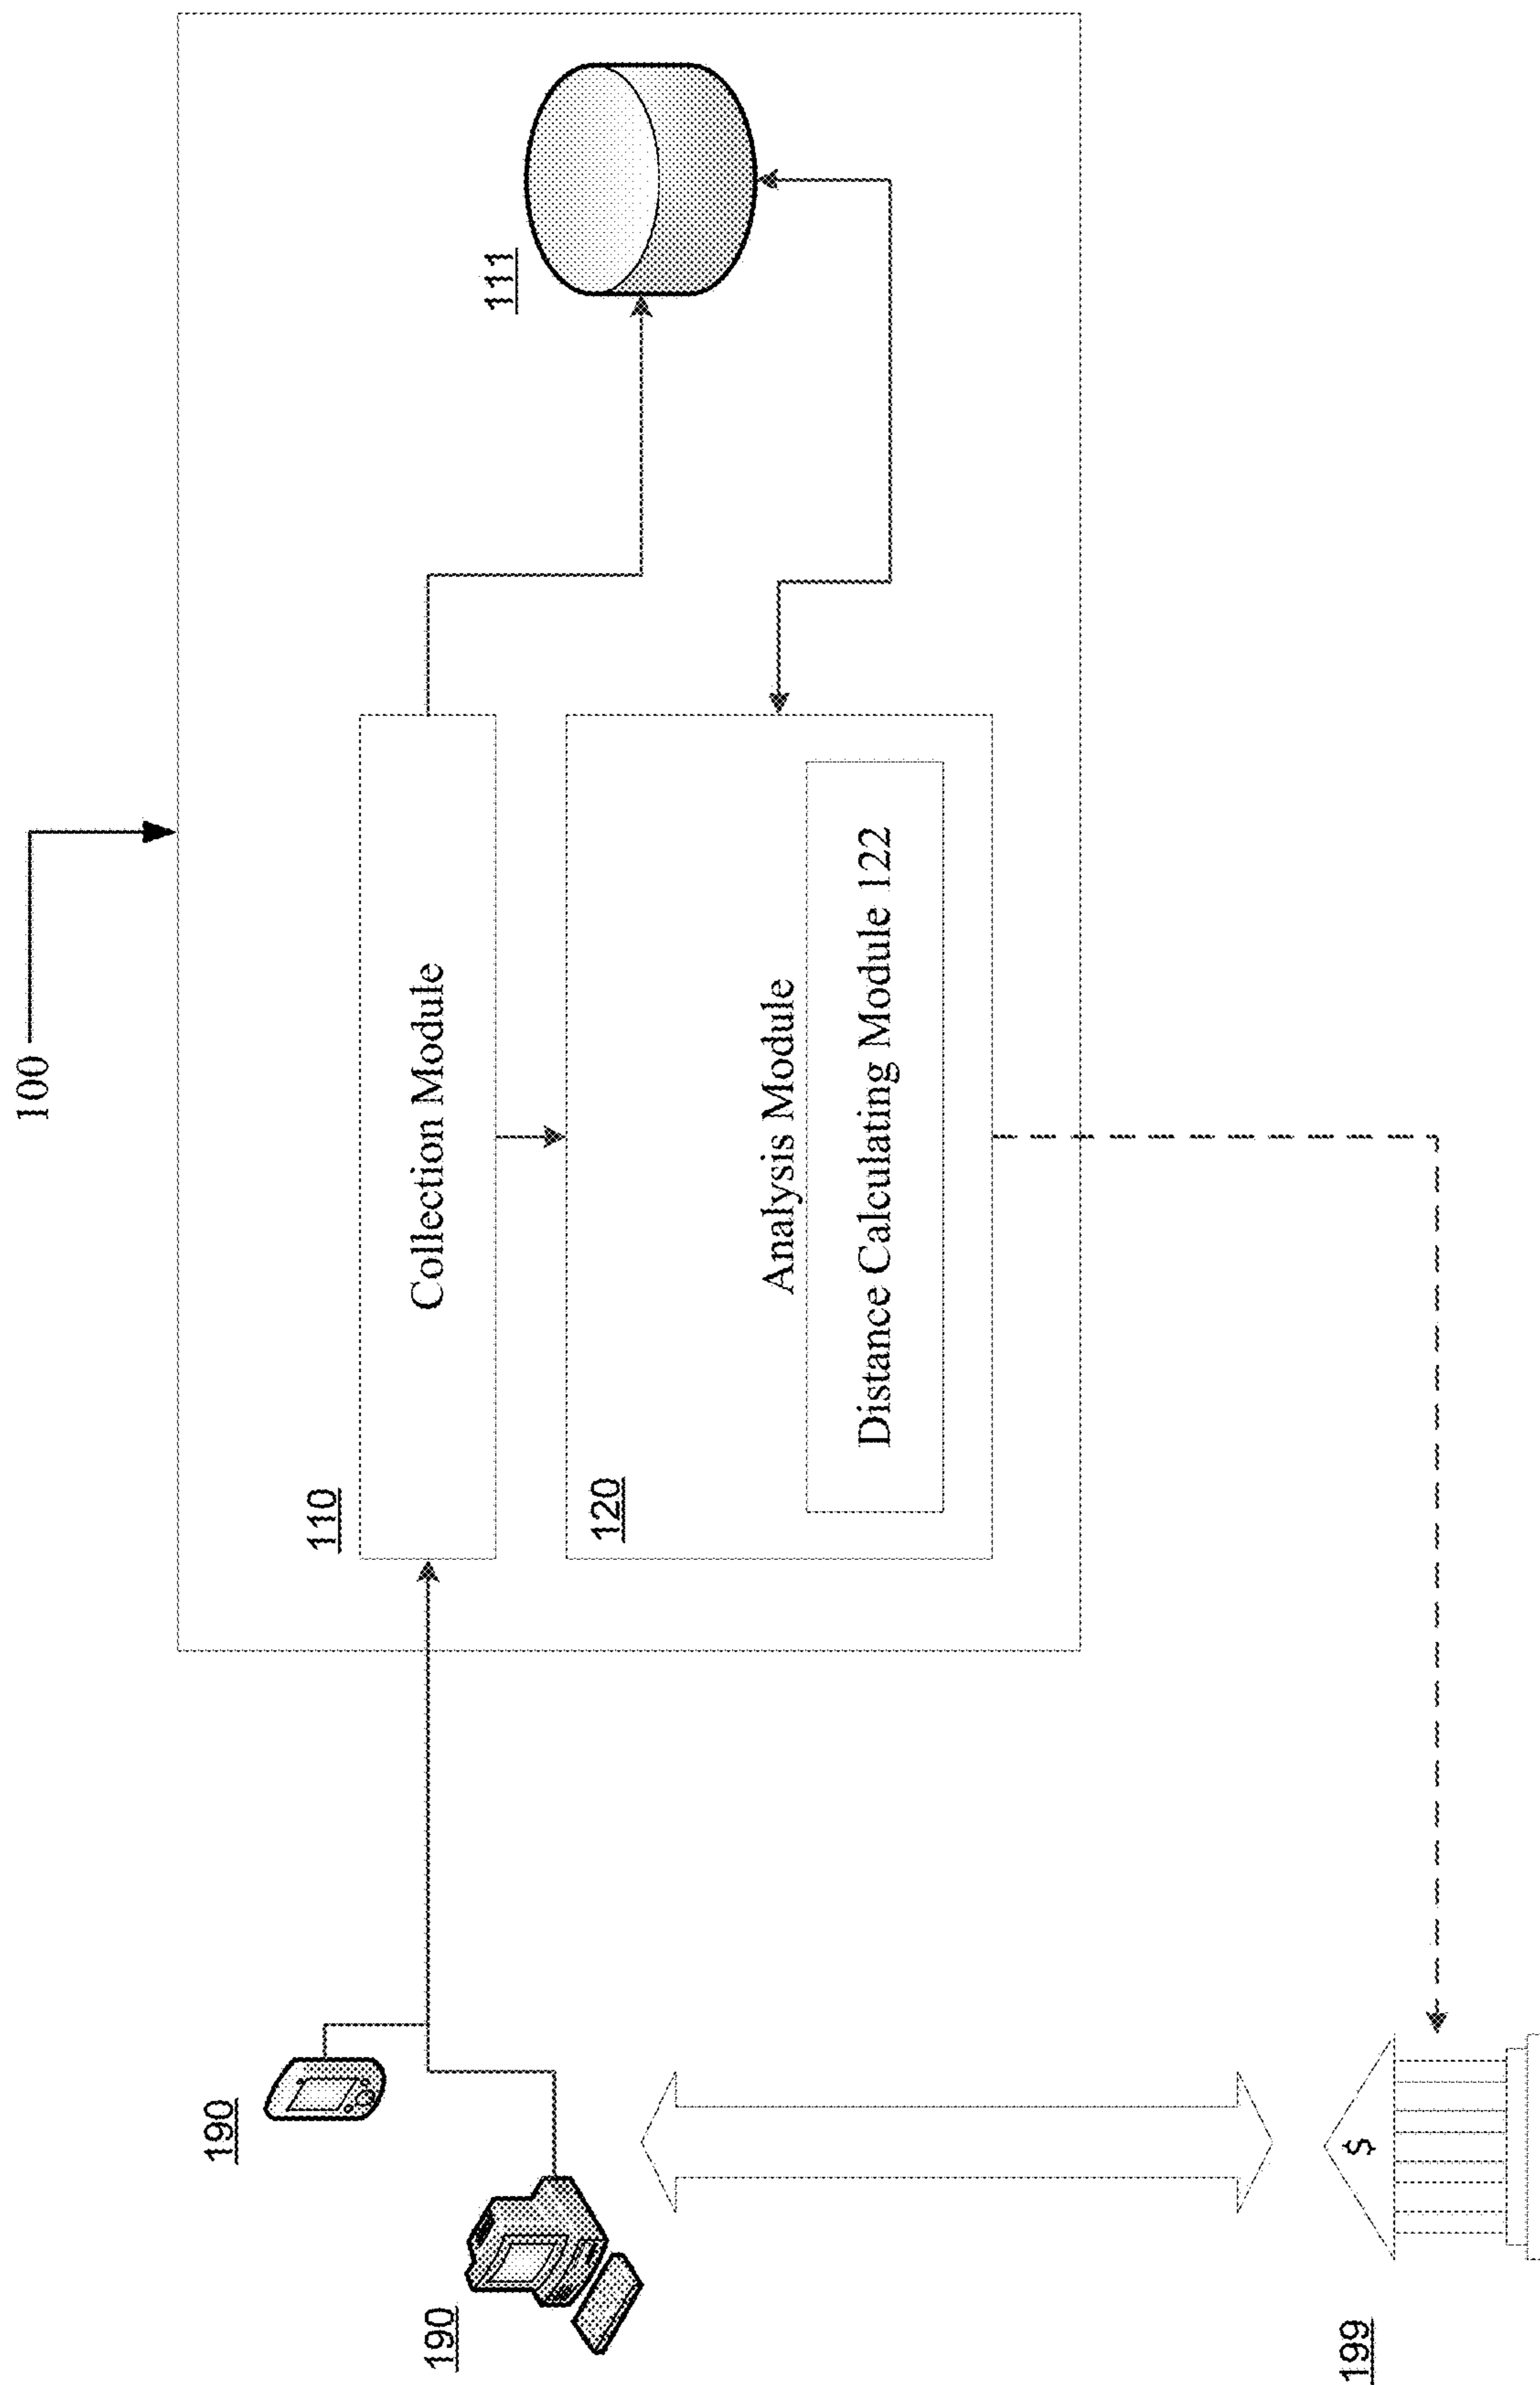 100
110
Collection Module
111
120
Analysis Module
Distance Calculating Module 122
190
190
$
199